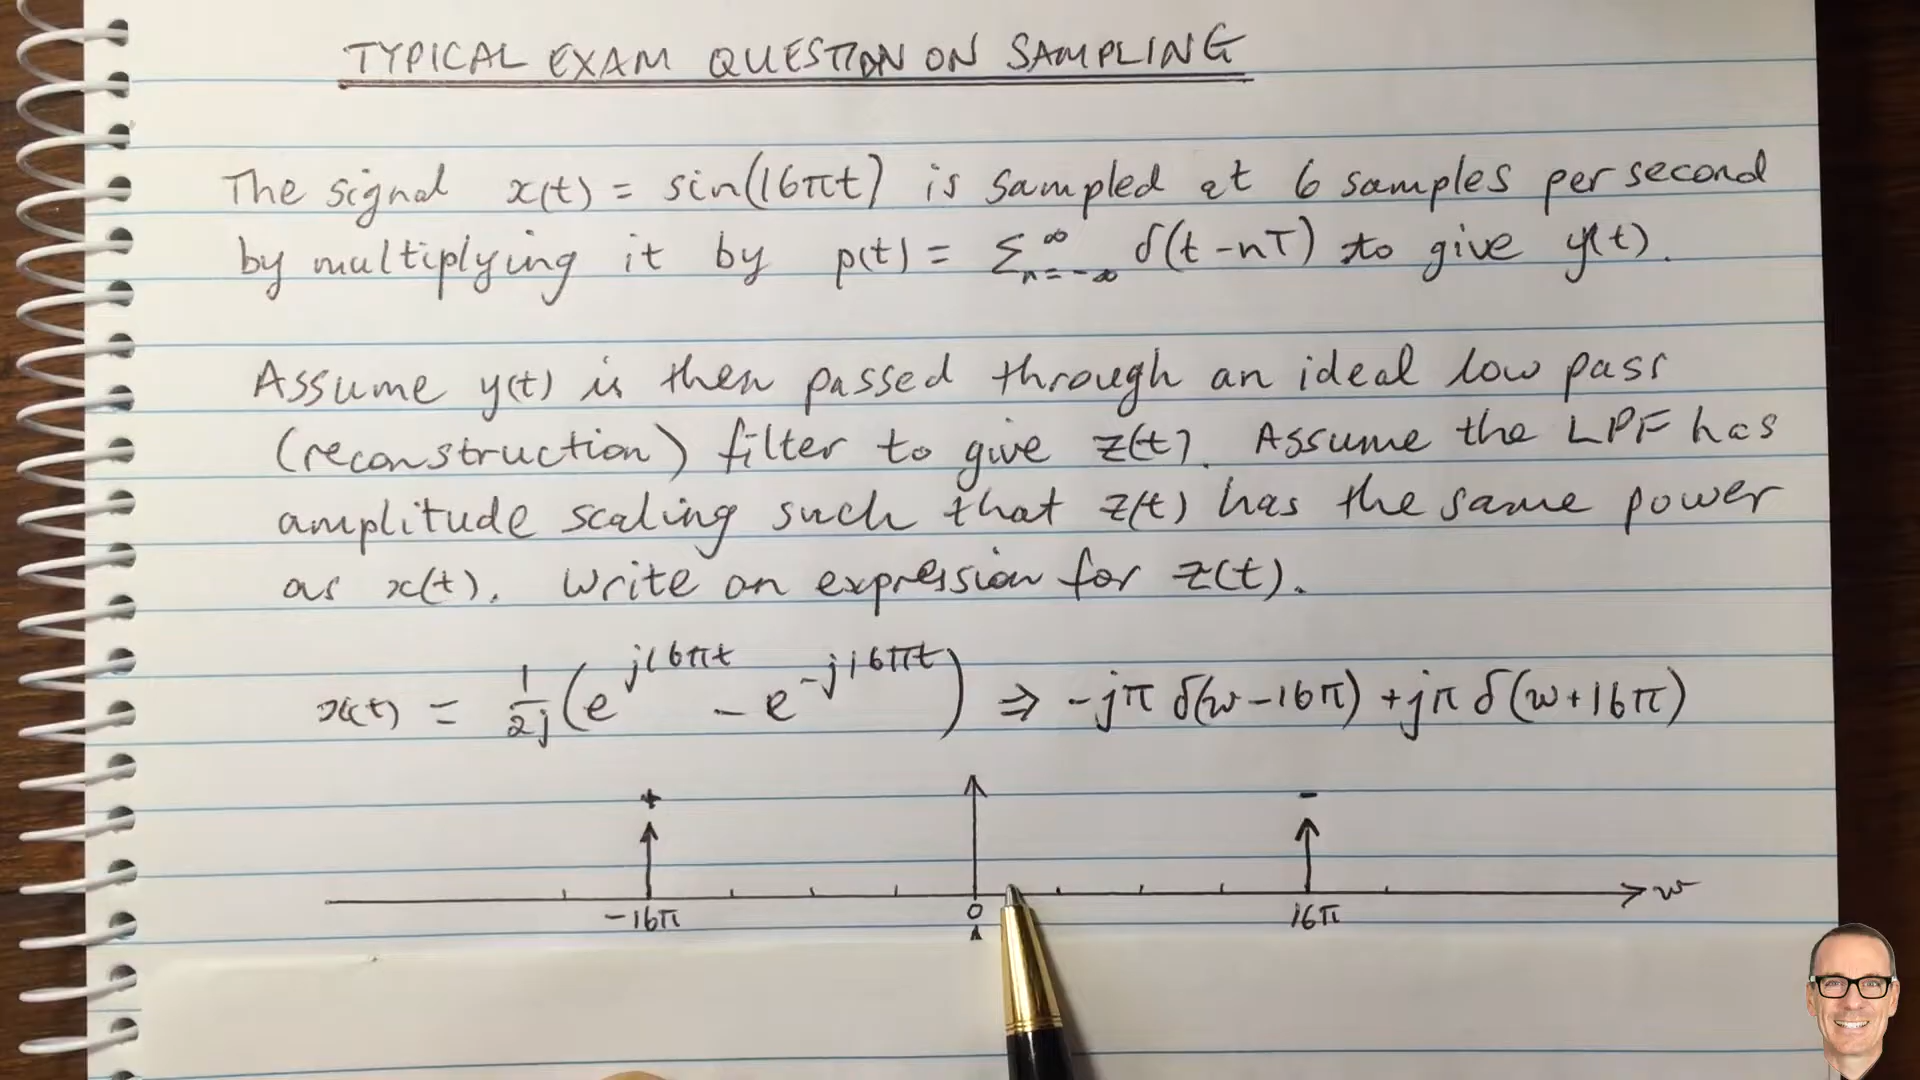 TYPICAL EXAM QUESTION ON SAMPLING
The signal x(t) = sin(16πt) is sampled at 6 samples per second
by multiplying it by p(t) = Σ_{n=-∞}^{∞} δ(t-nT) to give y(t).
Assume y(t) is then passed through an ideal low pass
(reconstruction) filter to give z(t). Assume the LPF has
amplitude scaling such that z(t) has the same power
as x(t). Write an expression for z(t).
x(t) = 1/2j (e^{j16πt} - e^{-j16πt}) ⇒ -jπ δ(w-16π) + jπ δ(w+16π)
+ -
w
-16π 0 16π